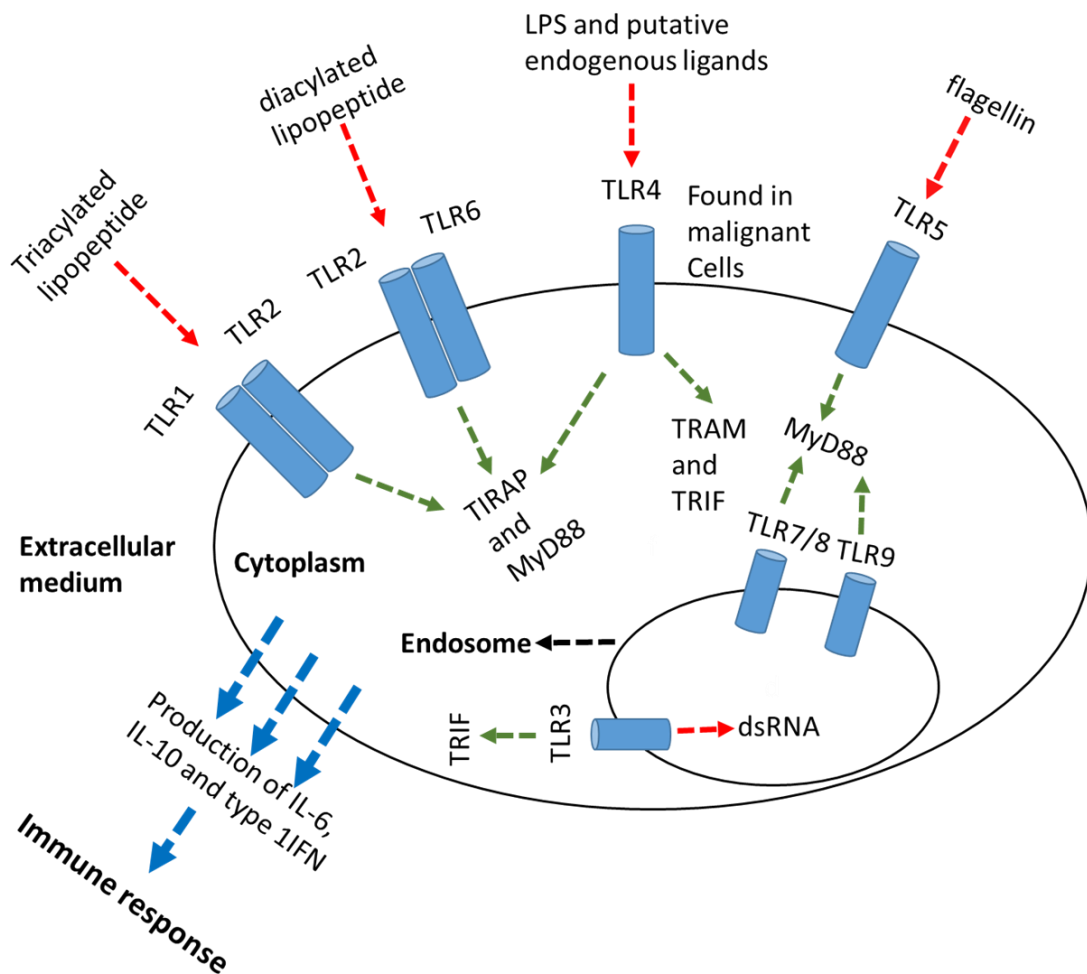 LPS and putative
endogenous ligands
diacylated
lipopeptide
flagellin
Triacylated
lipopeptide
TLR4
Found in
malignant
Cells
TLR5
TLR6
TLR2
TLR2
TLR1
TRAM
and
TRIF
MyD88
TIRAP
and
MyD88
TLR7/8
TLR9
Extracellular
medium
Cytoplasm
Endosome
TRIF
TLR3
dsRNA
Production of IL-6,
IL-10 and type 1IFN
Immune response